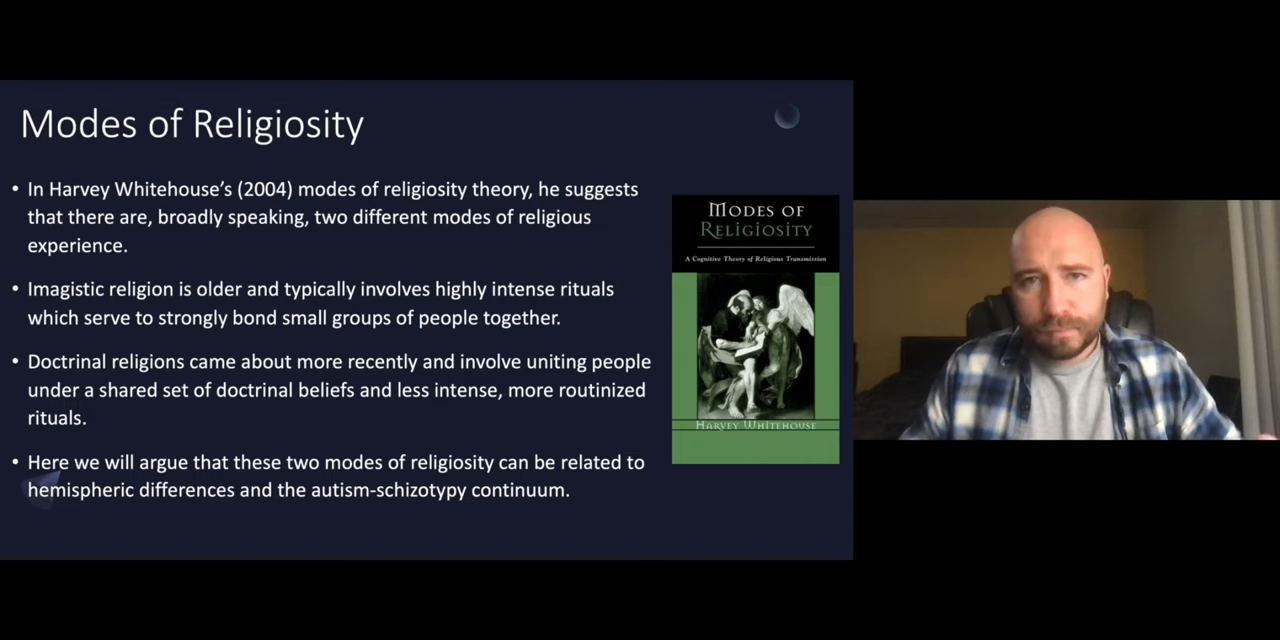 Modes of Religiosity
• In Harvey Whitehouse's (2004) modes of religiosity theory, he suggests
that there are, broadly speaking, two different modes of religious
experience.
• Imagistic religion is older and typically involves highly intense rituals
which serve to strongly bond small groups of people together.
• Doctrinal religions came about more recently and involve uniting people
under a shared set of doctrinal beliefs and less intense, more routinized
rituals.
• Here we will argue that these two modes of religiosity can be related to
hemispheric differences and the autism-schizotypy continuum.
MODES OF
RELIGIOSITY
A Cognitive Theory of Religious Transmission
HARVEY WHITEHOUSE